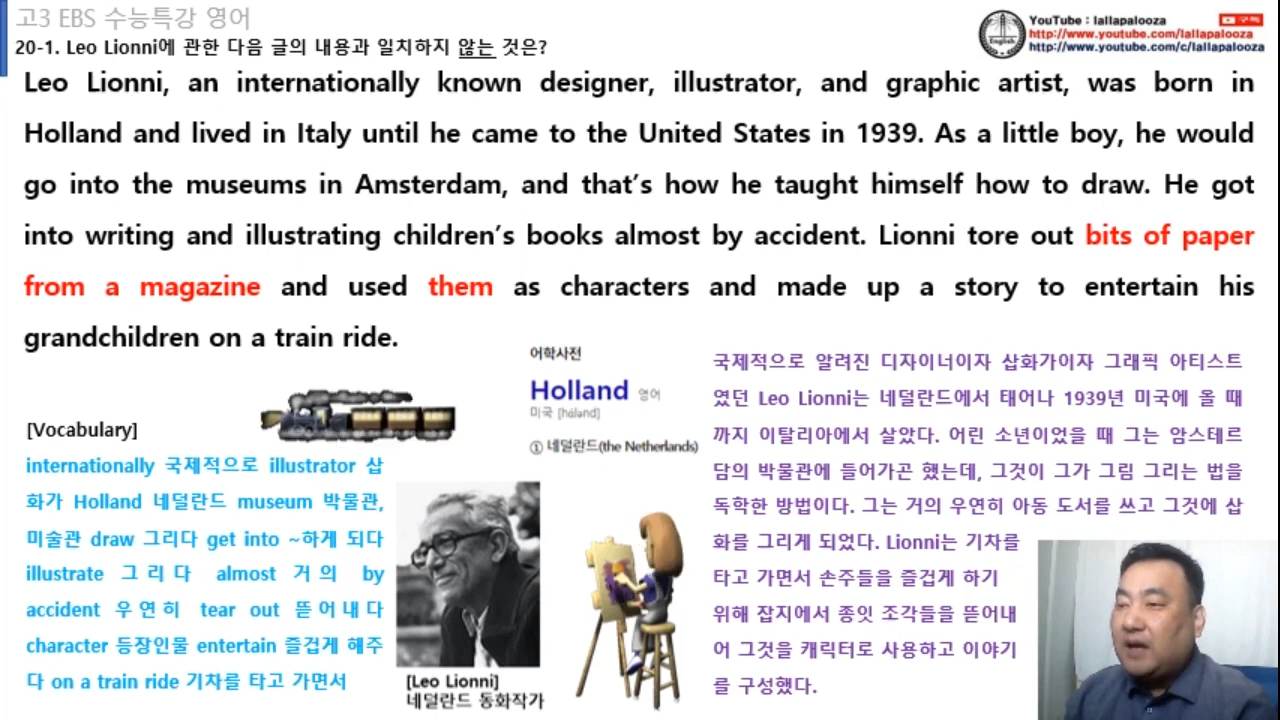 고3 EBS 수능특강 영어
20-1. Leo Lionni에 관한 다음 글의 내용과 일치하지 않는 것은?
YouTube : lallapalooza
구독
http://www.youtube.com/lallapalooza
http://www.youtube.com/c/lallapalooza
English
Leo Lionni, an internationally known designer, illustrator, and graphic artist, was born in
Holland and lived in Italy until he came to the United States in 1939. As a little boy, he would
go into the museums in Amsterdam, and that's how he taught himself how to draw. He got
into writing and illustrating children's books almost by accident. Lionni tore out bits of paper
from a magazine and used them as characters and made up a story to entertain his
grandchildren on a train ride.
어학사전
Holland 영어
미국 [hάlənd]
① 네덜란드(the Netherlands)
[Vocabulary]
internationally 국제적으로 illustrator 삽
화가 Holland 네덜란드 museum 박물관,
미술관 draw 그리다 get into ~하게 되다
illustrate 그리다 almost 거의 by
accident 우연히 tear out 뜯어내다
character 등장인물 entertain 즐겁게 해주
다 on a train ride 기차를 타고 가면서
[Leo Lionni]
네덜란드 동화작가
국제적으로 알려진 디자이너이자 삽화가이자 그래픽 아티스트
였던 Leo Lionni는 네덜란드에서 태어나 1939년 미국에 올 때
까지 이탈리아에서 살았다. 어린 소년이었을 때 그는 암스테르
담의 박물관에 들어가곤 했는데, 그것이 그가 그림 그리는 법을
독학한 방법이다. 그는 거의 우연히 아동 도서를 쓰고 그것에 삽
화를 그리게 되었다. Lionni는 기차를
타고 가면서 손주들을 즐겁게 하기
위해 잡지에서 종잇 조각들을 뜯어내
어 그것을 캐릭터로 사용하고 이야기
를 구성했다.